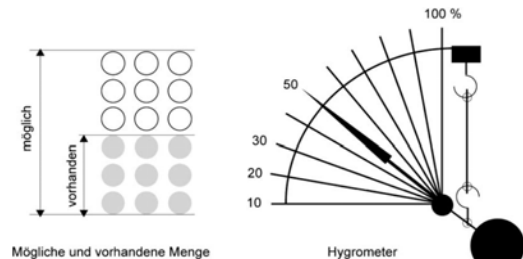 möglich
vorhanden
Mögliche und vorhandene Menge
100 %
50
30
20
10
Hygrometer